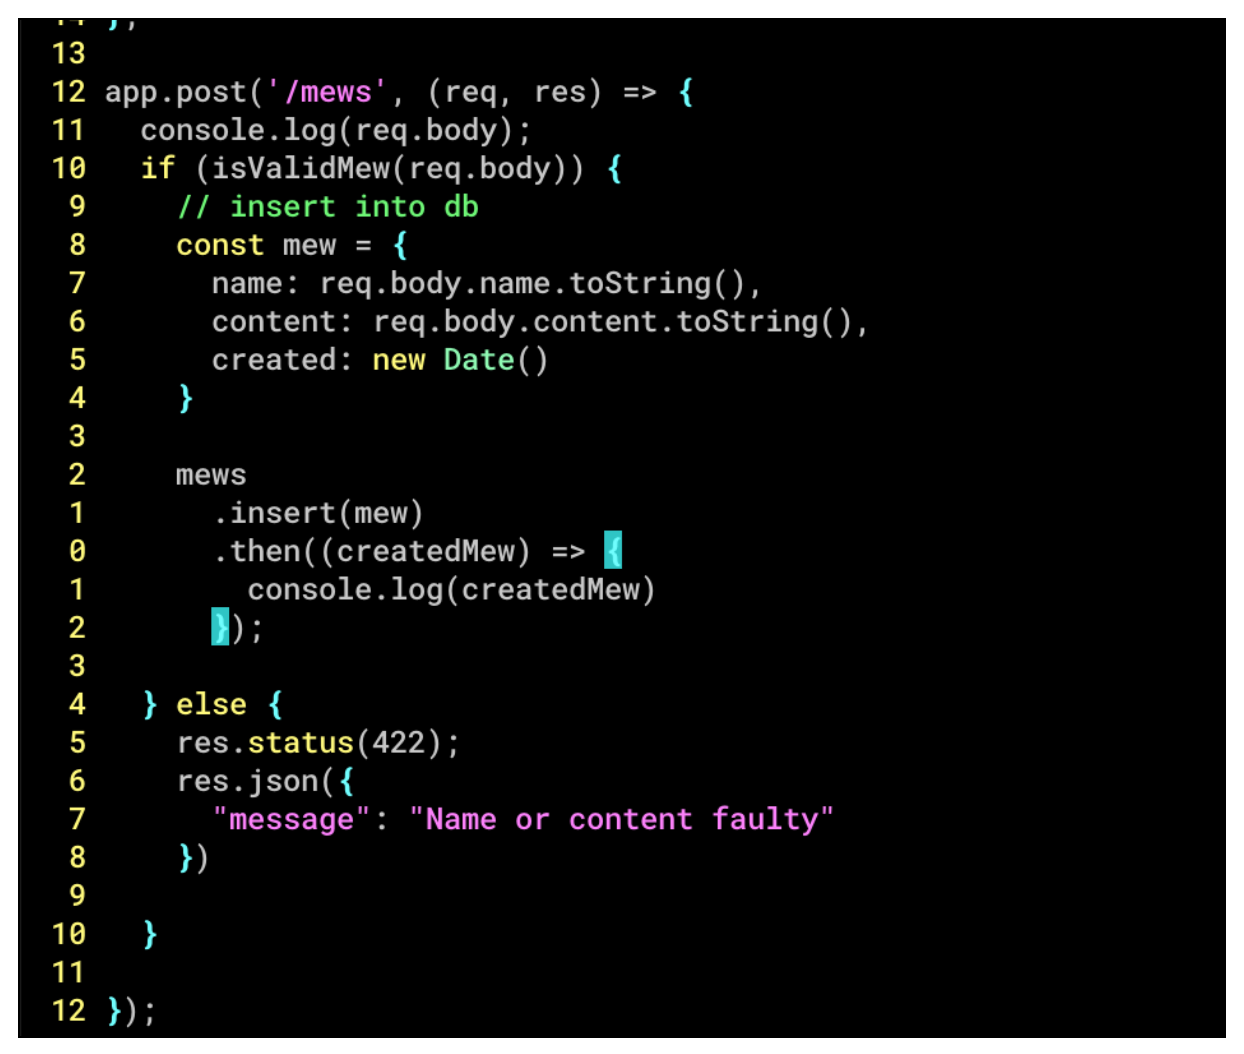 14 };
13
12 app.post('/mews', (req, res) => {
11   console.log(req.body);
10   if (isValidMew(req.body)) {
 9     // insert into db
 8     const mew = {
 7       name: req.body.name.toString(),
 6       content: req.body.content.toString(),
 5       created: new Date()
 4     }
 3
 2     mews
 1       .insert(mew)
 0       .then((createdMew) => {
 1         console.log(createdMew)
 2       });
 3
 4   } else {
 5     res.status(422);
 6     res.json({
 7       "message": "Name or content faulty"
 8     })
 9
10   }
11
12 });